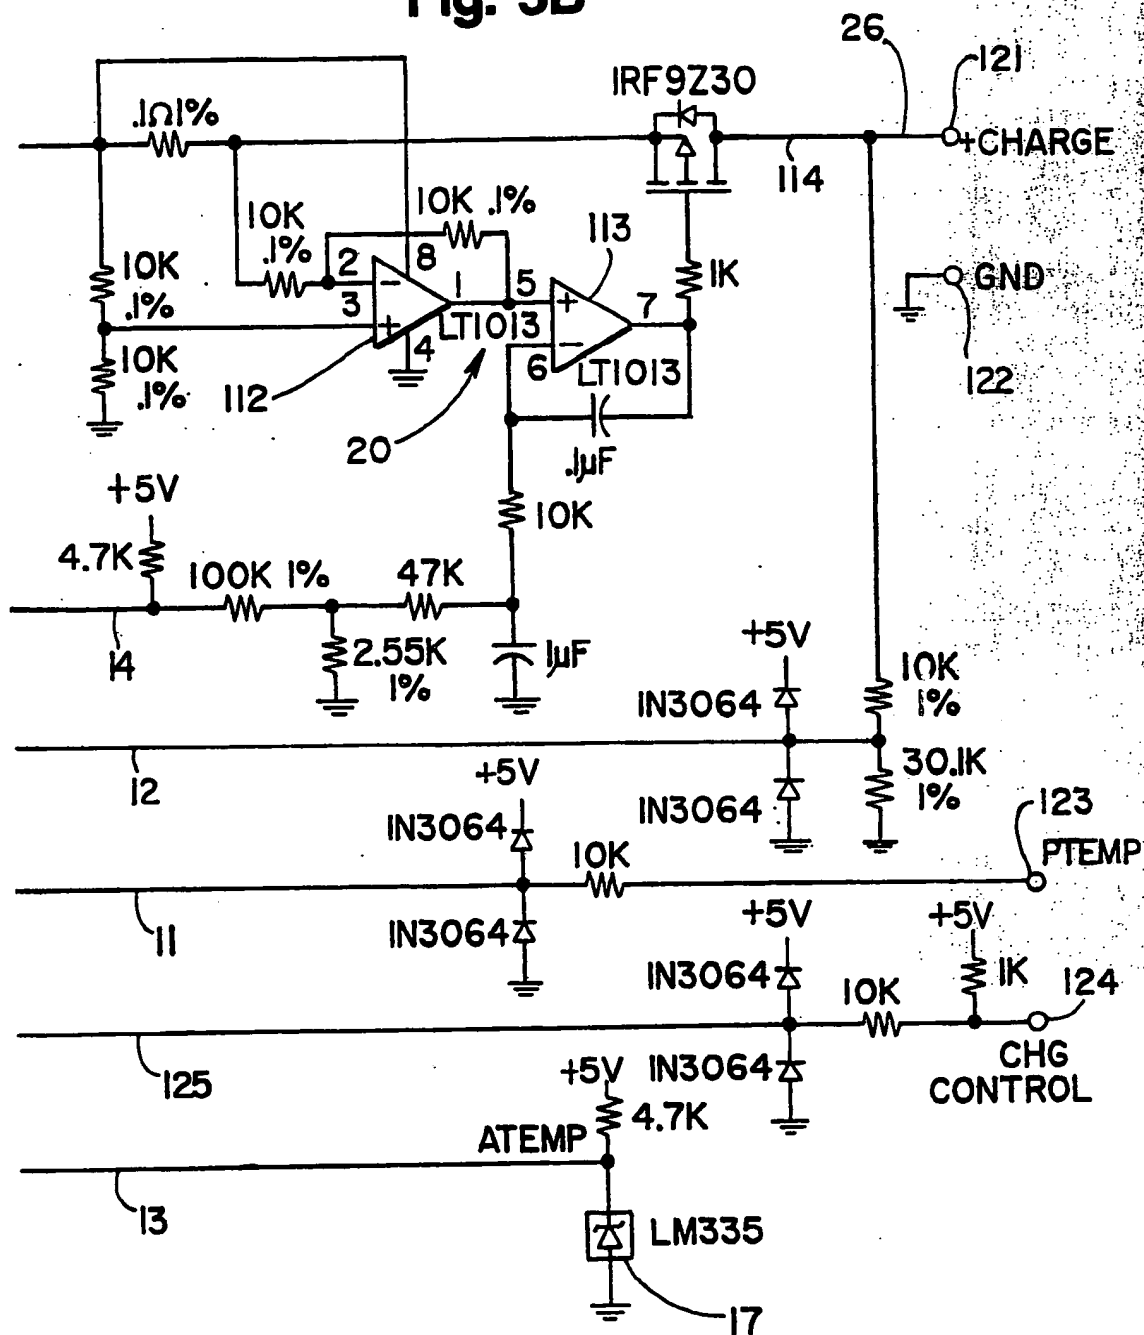 Fig. 3B
26
121
IRF9Z30
.1Ω1%
+CHARGE
114
10K .1%
10K
.1%
113
2
8
10K
.1%
3
1
5
7
1K
GND
+
-
4
LT1013
6
LT1013
10K
.1%
112
122
20
.1µF
+5V
10K
4.7K
100K 1%
47K
+5V
14
2.55K
1%
1µF
10K
1%
IN3064
12
+5V
30.1K
1%
IN3064
123
IN3064
10K
PTEMP
+5V
+5V
11
IN3064
IN3064
1K
124
10K
125
+5V
IN3064
CHG
CONTROL
4.7K
ATEMP
13
LM335
17